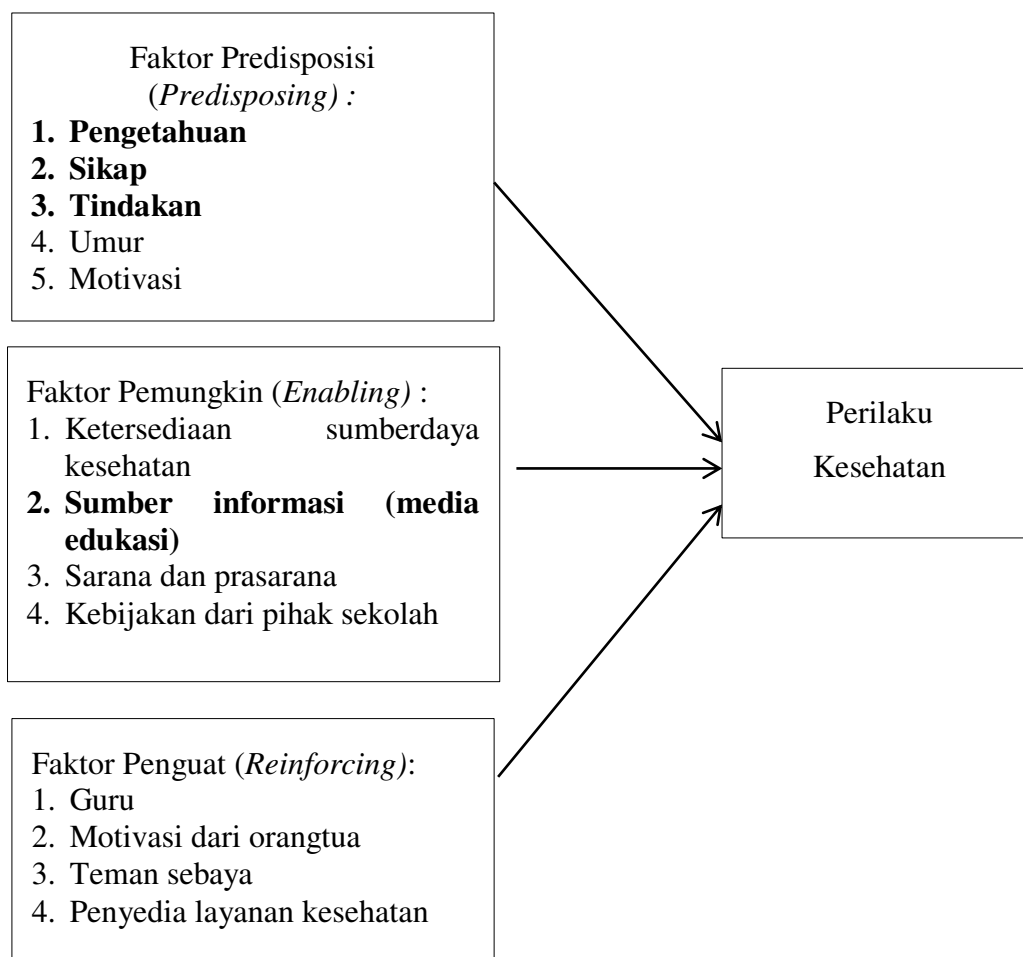 Faktor Predisposisi
(Predisposing) :
1. Pengetahuan
2. Sikap
3. Tindakan
4. Umur
5. Motivasi
Faktor Pemungkin (Enabling) :
1. Ketersediaan sumberdaya
kesehatan
2. Sumber informasi (media
edukasi)
3. Sarana dan prasarana
4. Kebijakan dari pihak sekolah
Faktor Penguat (Reinforcing):
1. Guru
2. Motivasi dari orangtua
3. Teman sebaya
4. Penyedia layanan kesehatan
Perilaku
Kesehatan